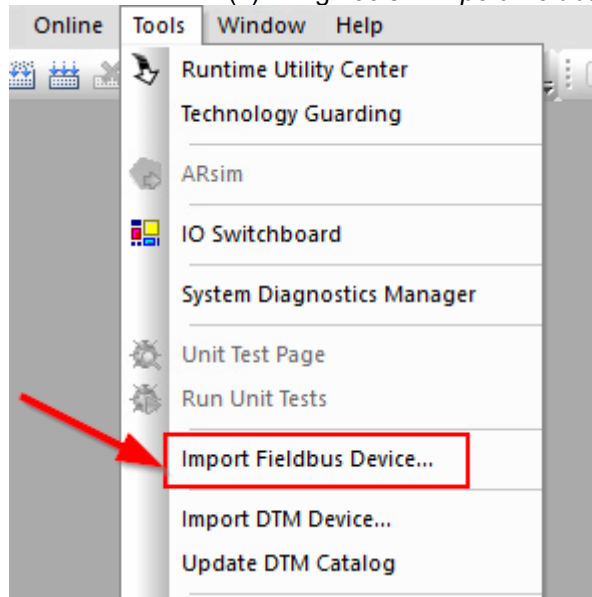 Online Tools Window Help
Runtime Utility Center
Technology Guarding
ARsim
IO Switchboard
System Diagnostics Manager
Unit Test Page
Run Unit Tests
Import Fieldbus Device...
Import DTM Device...
Update DTM Catalog